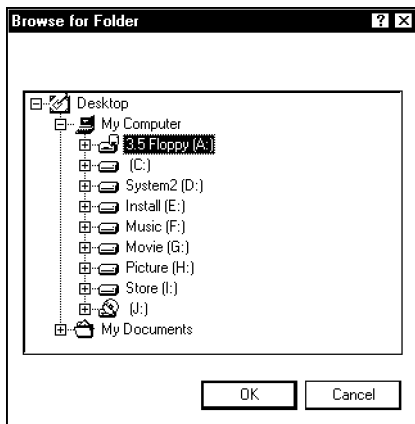 Browse for Folder
Desktop
My Computer
3.5 Floppy (A:)
(C:)
System2 (D:)
Install (E:)
Music (F:)
Movie (G:)
Picture (H:)
Store (I:)
(J:)
My Documents
OK Cancel